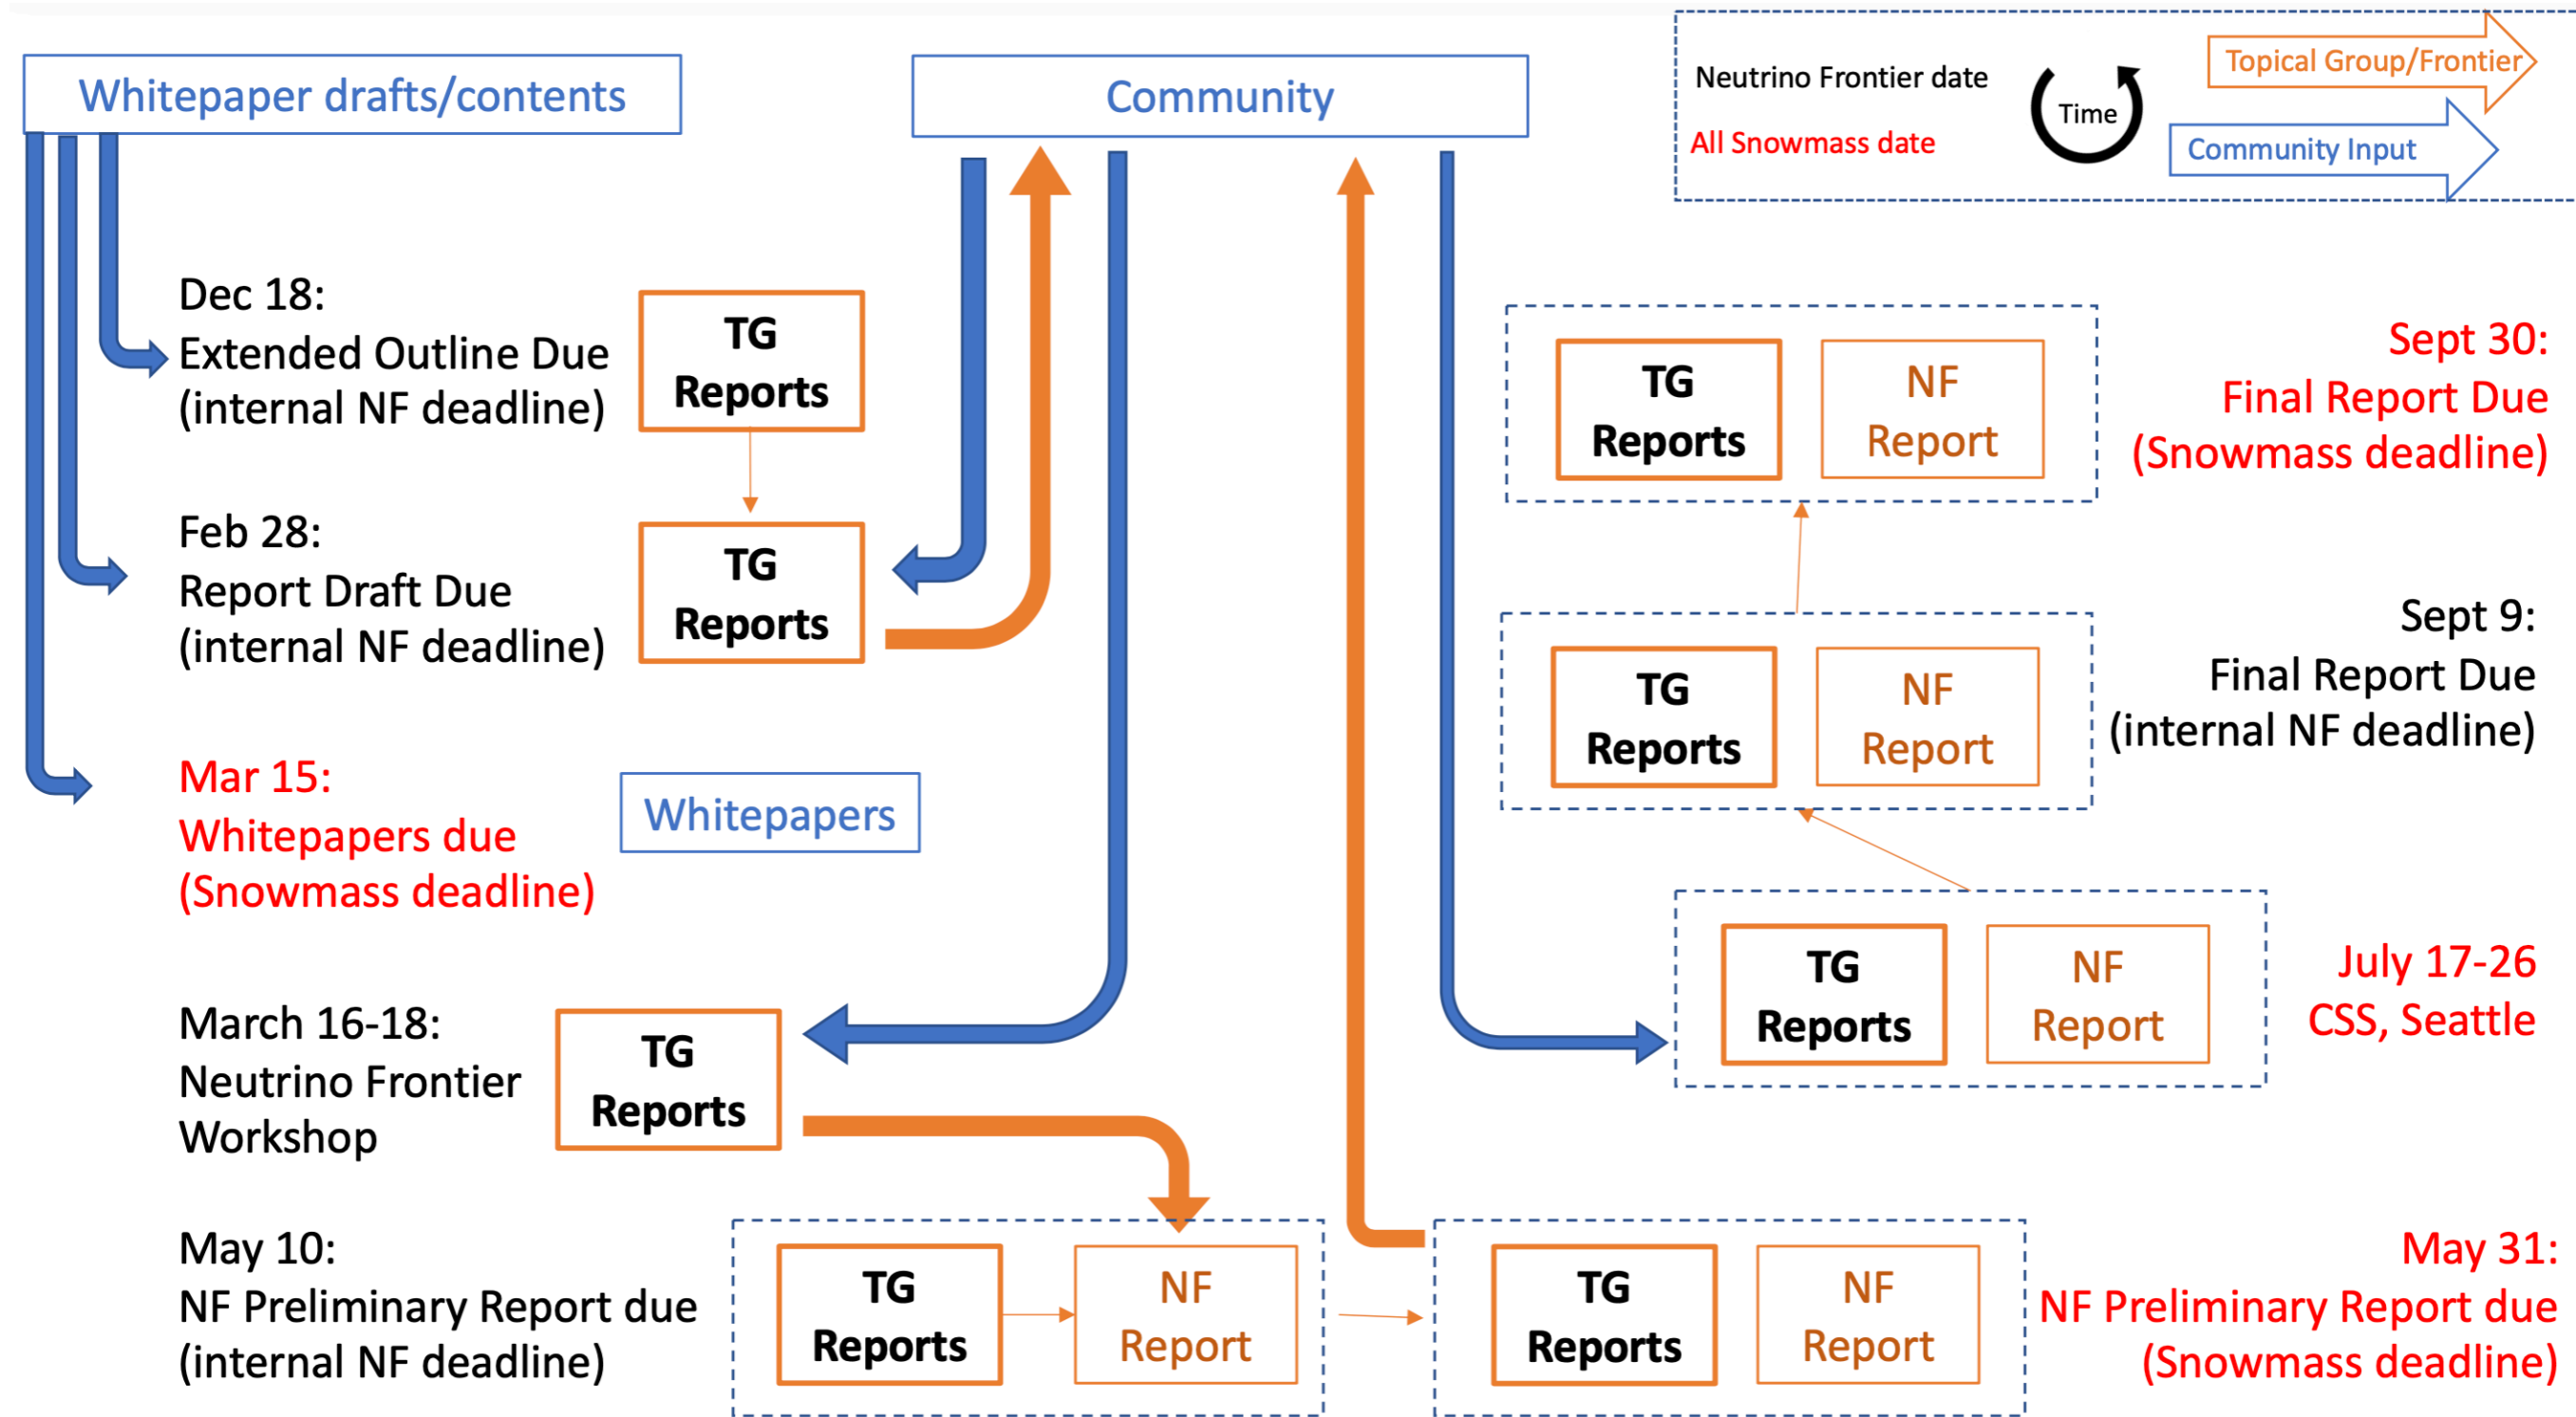 Whitepaper drafts/contents
Community
Neutrino Frontier date
All Snowmass date
Time
Topical Group/Frontier
Community Input
Dec 18:
Extended Outline Due
(internal NF deadline)
TG
Reports
Feb 28:
Report Draft Due
(internal NF deadline)
TG
Reports
Mar 15:
Whitepapers due
(Snowmass deadline)
Whitepapers
March 16-18:
Neutrino Frontier
Workshop
TG
Reports
May 10:
NF Preliminary Report due
(internal NF deadline)
TG
Reports
NF
Report
TG
Reports
NF
Report
May 31:
NF Preliminary Report due
(Snowmass deadline)
TG
Reports
NF
Report
July 17-26
CSS, Seattle
TG
Reports
NF
Report
Sept 9:
Final Report Due
(internal NF deadline)
TG
Reports
NF
Report
Sept 30:
Final Report Due
(Snowmass deadline)